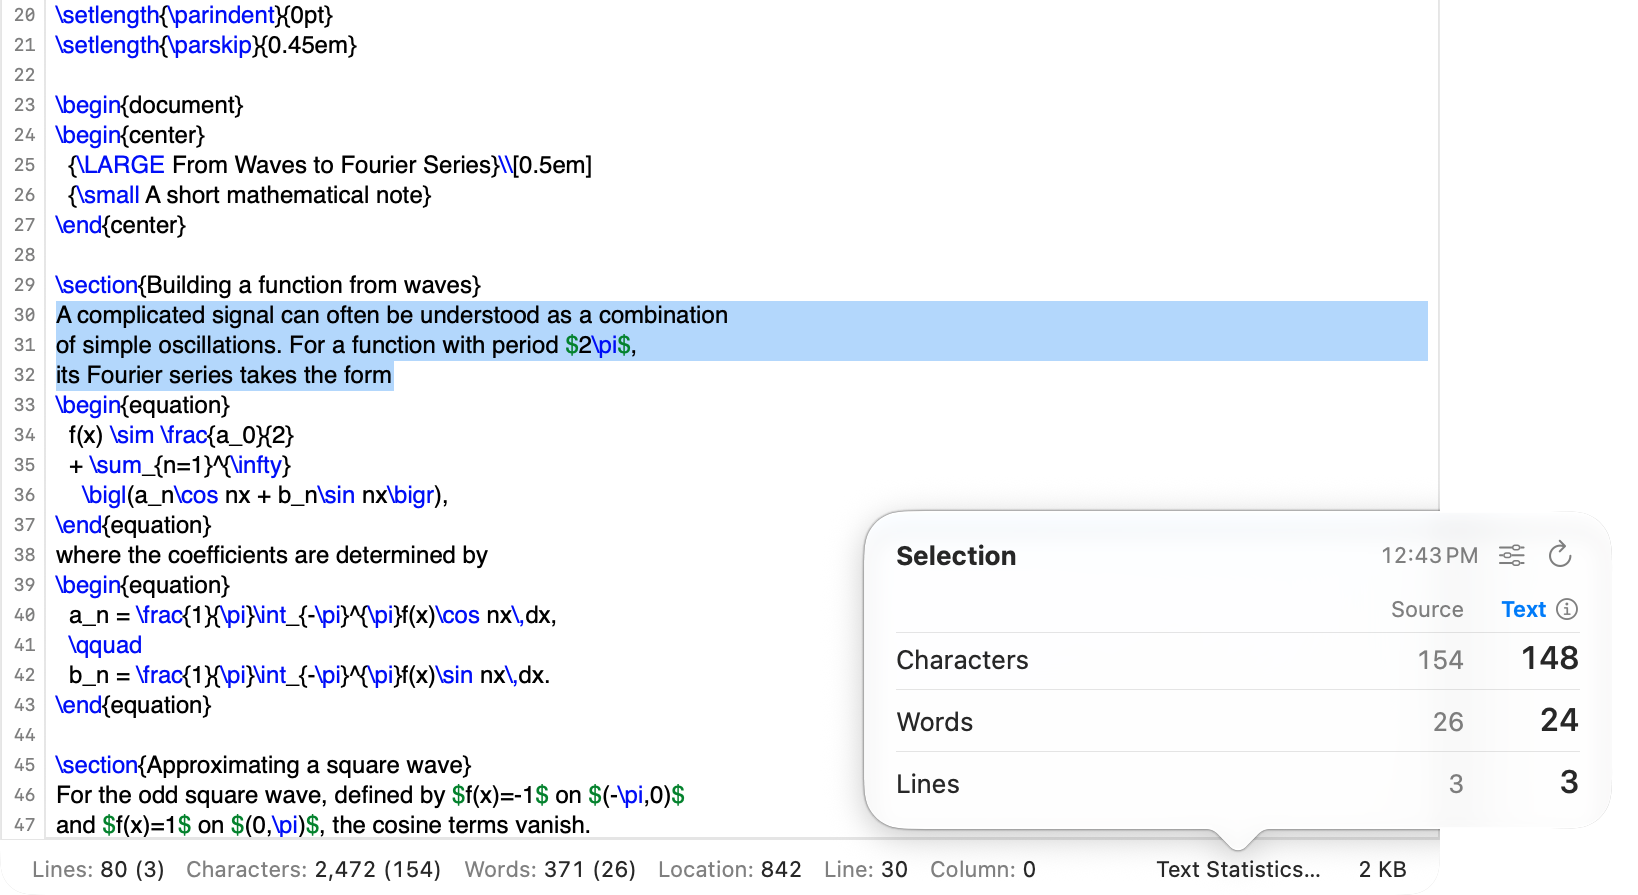 20 \setlength{\parindent}{0pt}
21 \setlength{\parskip}{0.45em}
22
23 \begin{document}
24 \begin{center}
25   {\LARGE From Waves to Fourier Series}\\[0.5em]
26   {\small A short mathematical note}
27 \end{center}
28
29 \section{Building a function from waves}
30 A complicated signal can often be understood as a combination
31 of simple oscillations. For a function with period $2\pi$,
32 its Fourier series takes the form
33 \begin{equation}
34   f(x) \sim \frac{a_0}{2}
35   + \sum_{n=1}^{\infty}
36     \bigl(a_n\cos nx + b_n\sin nx\bigr),
37 \end{equation}
38 where the coefficients are determined by
39 \begin{equation}
40   a_n = \frac{1}{\pi}\int_{-\pi}^{\pi}f(x)\cos nx\,dx,
41   \qquad
42   b_n = \frac{1}{\pi}\int_{-\pi}^{\pi}f(x)\sin nx\,dx.
43 \end{equation}
44
45 \section{Approximating a square wave}
46 For the odd square wave, defined by $f(x)=-1$ on $(-\pi,0)$
47 and $f(x)=1$ on $(0,\pi)$, the cosine terms vanish.
Selection 12:43 PM
Source Text
Characters 154 148
Words 26 24
Lines 3 3
Lines: 80 (3) Characters: 2,472 (154) Words: 371 (26) Location: 842 Line: 30 Column: 0 Text Statistics... 2 KB